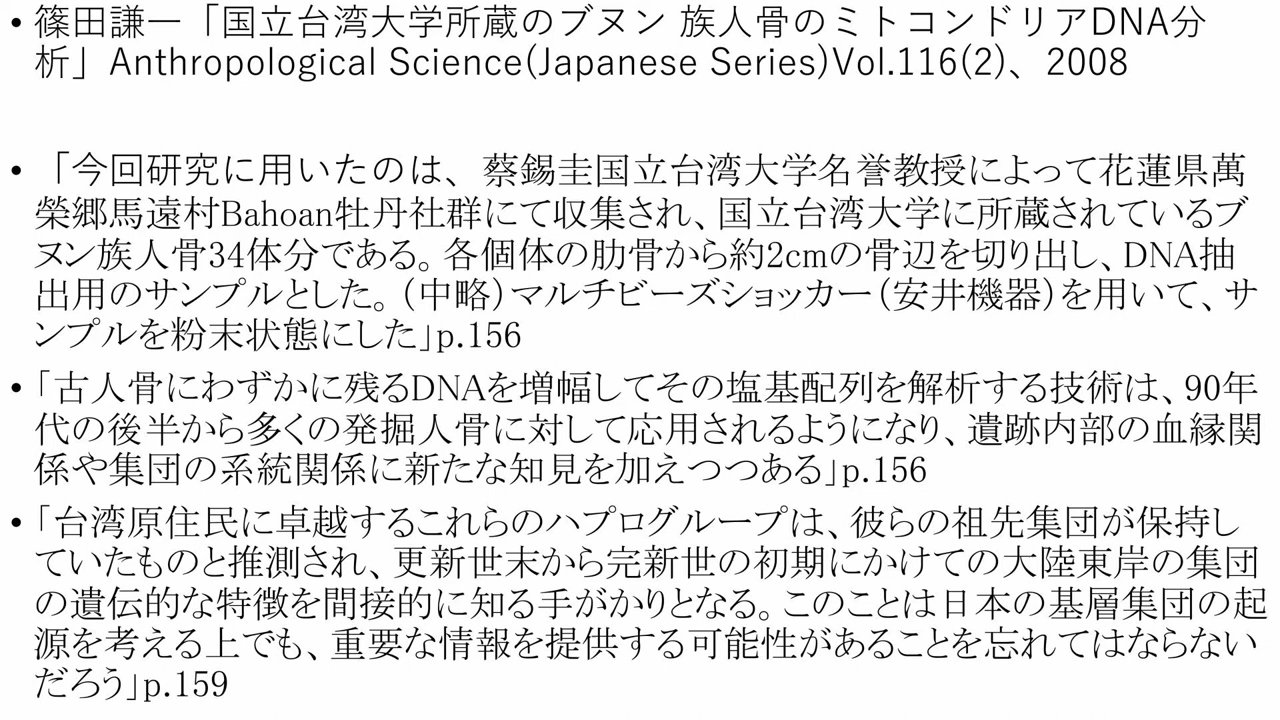 • 篠田謙一「国立台湾大学所蔵のブヌン 族人骨のミトコンドリアDNA分
析」Anthropological Science(Japanese Series)Vol.116(2)、2008
• 「今回研究に用いたのは、蔡錫圭国立台湾大学名誉教授によって花蓮県萬
榮郷馬遠村Bahoan牡丹社群にて収集され、国立台湾大学に所蔵されているブ
ヌン族人骨34体分である。各個体の肋骨から約2cmの骨辺を切り出し、DNA抽
出用のサンプルとした。（中略）マルチビーズショッカー（安井機器）を用いて、サ
ンプルを粉末状態にした」p.156
• 「古人骨にわずかに残るDNAを増幅してその塩基配列を解析する技術は、90年
代の後半から多くの発掘人骨に対して応用されるようになり、遺跡内部の血縁関
係や集団の系統関係に新たな知見を加えつつある」p.156
• 「台湾原住民に卓越するこれらのハプログループは、彼らの祖先集団が保持し
ていたものと推測され、更新世末から完新世の初期にかけての大陸東岸の集団
の遺伝的な特徴を間接的に知る手がかりとなる。このことは日本の基層集団の起
源を考える上でも、重要な情報を提供する可能性があることを忘れてはならない
だろう」p.159